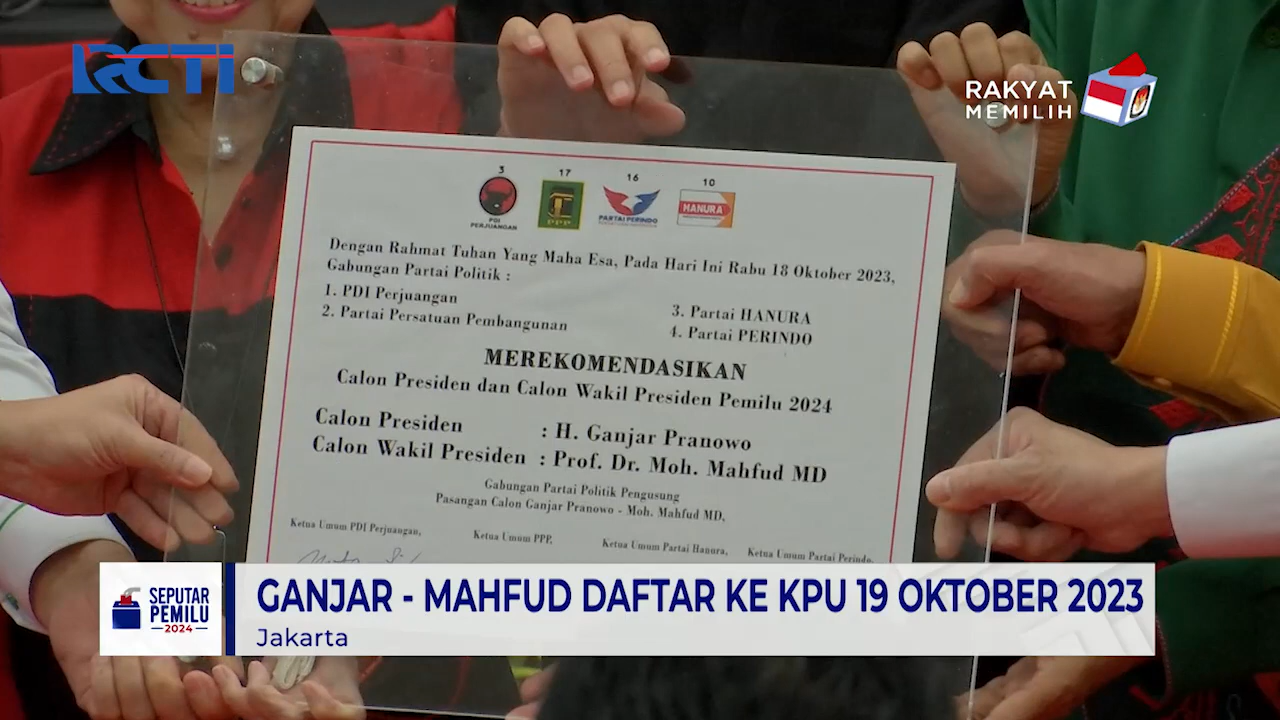 RCTI
RAKYAT
MEMILIH
3 17 16 10
PDI
PERJUANGAN
PPP
PARTAI PERINDO
HANURA
Dengan Rahmat Tuhan Yang Maha Esa, Pada Hari Ini Rabu 18 Oktober 2023,
Gabungan Partai Politik :
1. PDI Perjuangan
2. Partai Persatuan Pembangunan
3. Partai HANURA
4. Partai PERINDO
MEREKOMENDASIKAN
Calon Presiden dan Calon Wakil Presiden Pemilu 2024
Calon Presiden : H. Ganjar Pranowo
Calon Wakil Presiden : Prof. Dr. Moh. Mahfud MD
Gabungan Partai Politik Pengusung
Pasangan Calon Ganjar Pranowo - Moh. Mahfud MD,
Ketua Umum PDI Perjuangan, Ketua Umum PPP, Ketua Umum Partai Hanura, Ketua Umum Partai Perindo,
SEPUTAR
PEMILU
2024
GANJAR - MAHFUD DAFTAR KE KPU 19 OKTOBER 2023
Jakarta